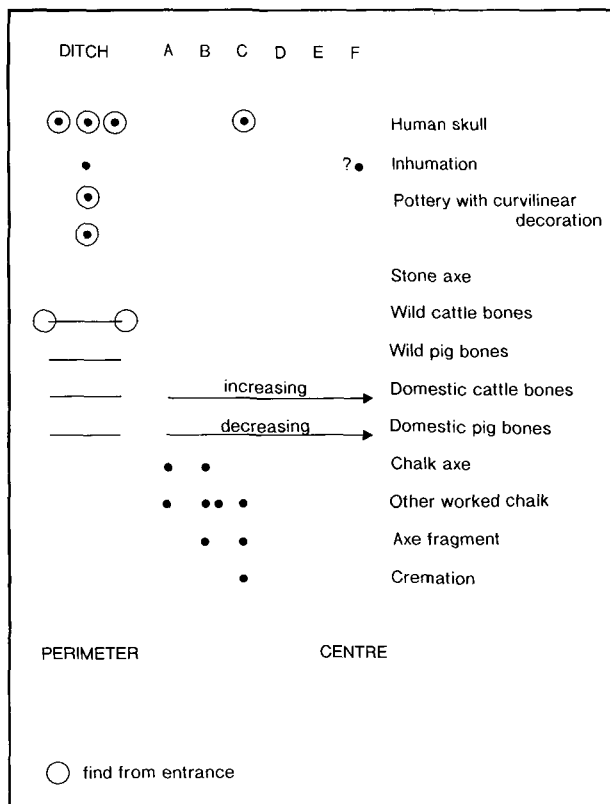 DITCH A B C D E F
Human skull
? Inhumation
Pottery with curvilinear
decoration
Stone axe
Wild cattle bones
Wild pig bones
increasing Domestic cattle bones
decreasing Domestic pig bones
Chalk axe
Other worked chalk
Axe fragment
Cremation
PERIMETER CENTRE
find from entrance